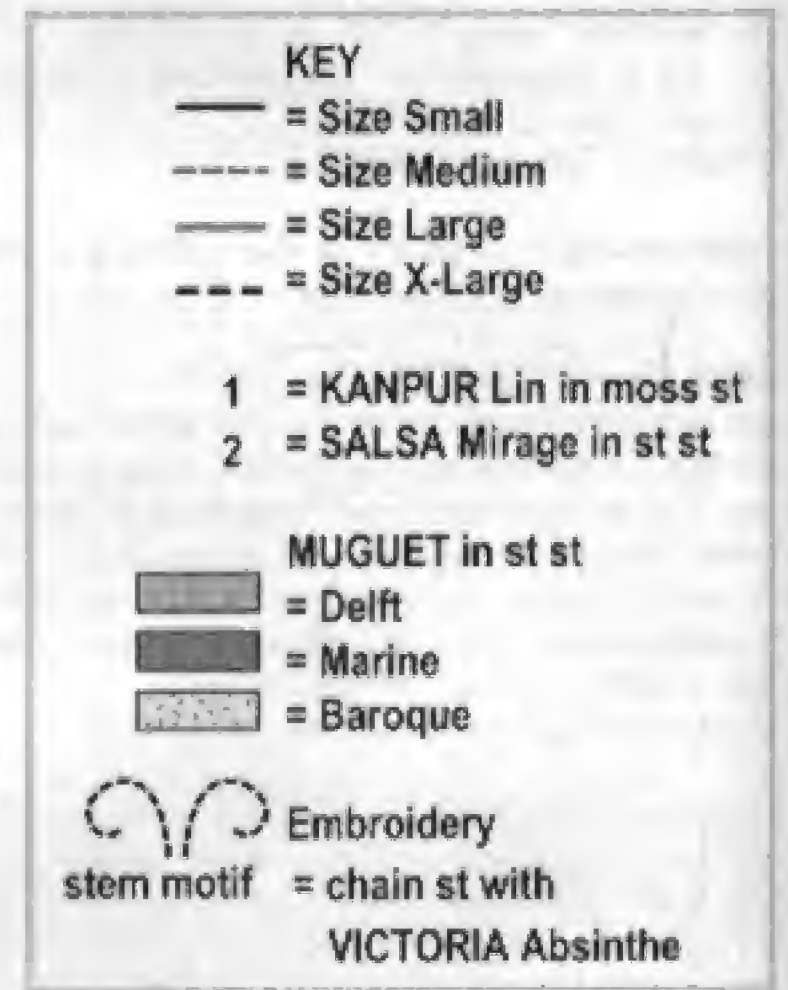 KEY
= Size Small
= Size Medium
= Size Large
= Size X-Large
1 = KANPUR Lin in moss st
2 = SALSA Mirage in st st
MUGUET in st st
= Delft
= Marine
= Baroque
Embroidery
stem motif = chain st with
VICTORIA Absinthe